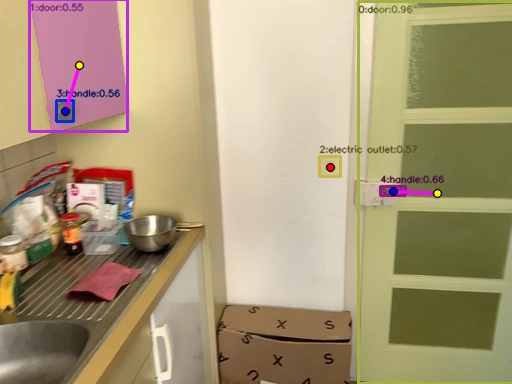 1:door:0.55
0:door:0.96
3:handle:0.56
2:electric outlet:0.57
4:handle:0.66
X S
X S